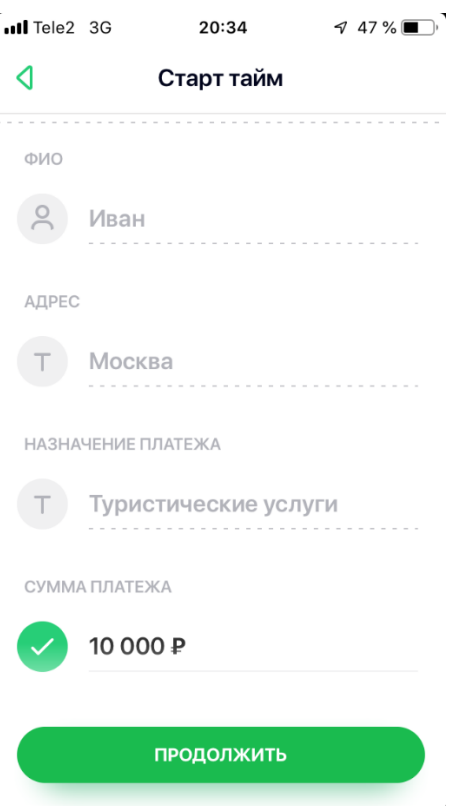 Tele2 3G 20:34 47 %
Старт тайм
ФИО
Иван
АДРЕС
Т Москва
НАЗНАЧЕНИЕ ПЛАТЕЖА
Т Туристические услуги
СУММА ПЛАТЕЖА
10 000 ₽
ПРОДОЛЖИТЬ